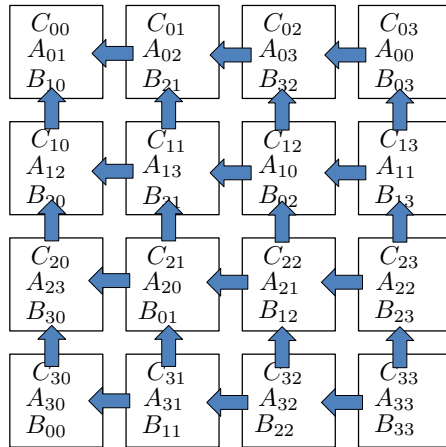 C₀₀ C₀₁ C₀₂ C₀₃
A₀₁ A₀₂ A₀₃ A₀₀
B₁₀ B₂₁ B₃₂ B₀₃
C₁₀ C₁₁ C₁₂ C₁₃
A₁₂ A₁₃ A₁₀ A₁₁
B₂₀ B₃₁ B₀₂ B₁₃
C₂₀ C₂₁ C₂₂ C₂₃
A₂₃ A₂₀ A₂₁ A₂₂
B₃₀ B₀₁ B₁₂ B₂₃
C₃₀ C₃₁ C₃₂ C₃₃
A₃₀ A₃₁ A₃₂ A₃₃
B₀₀ B₁₁ B₂₂ B₃₃